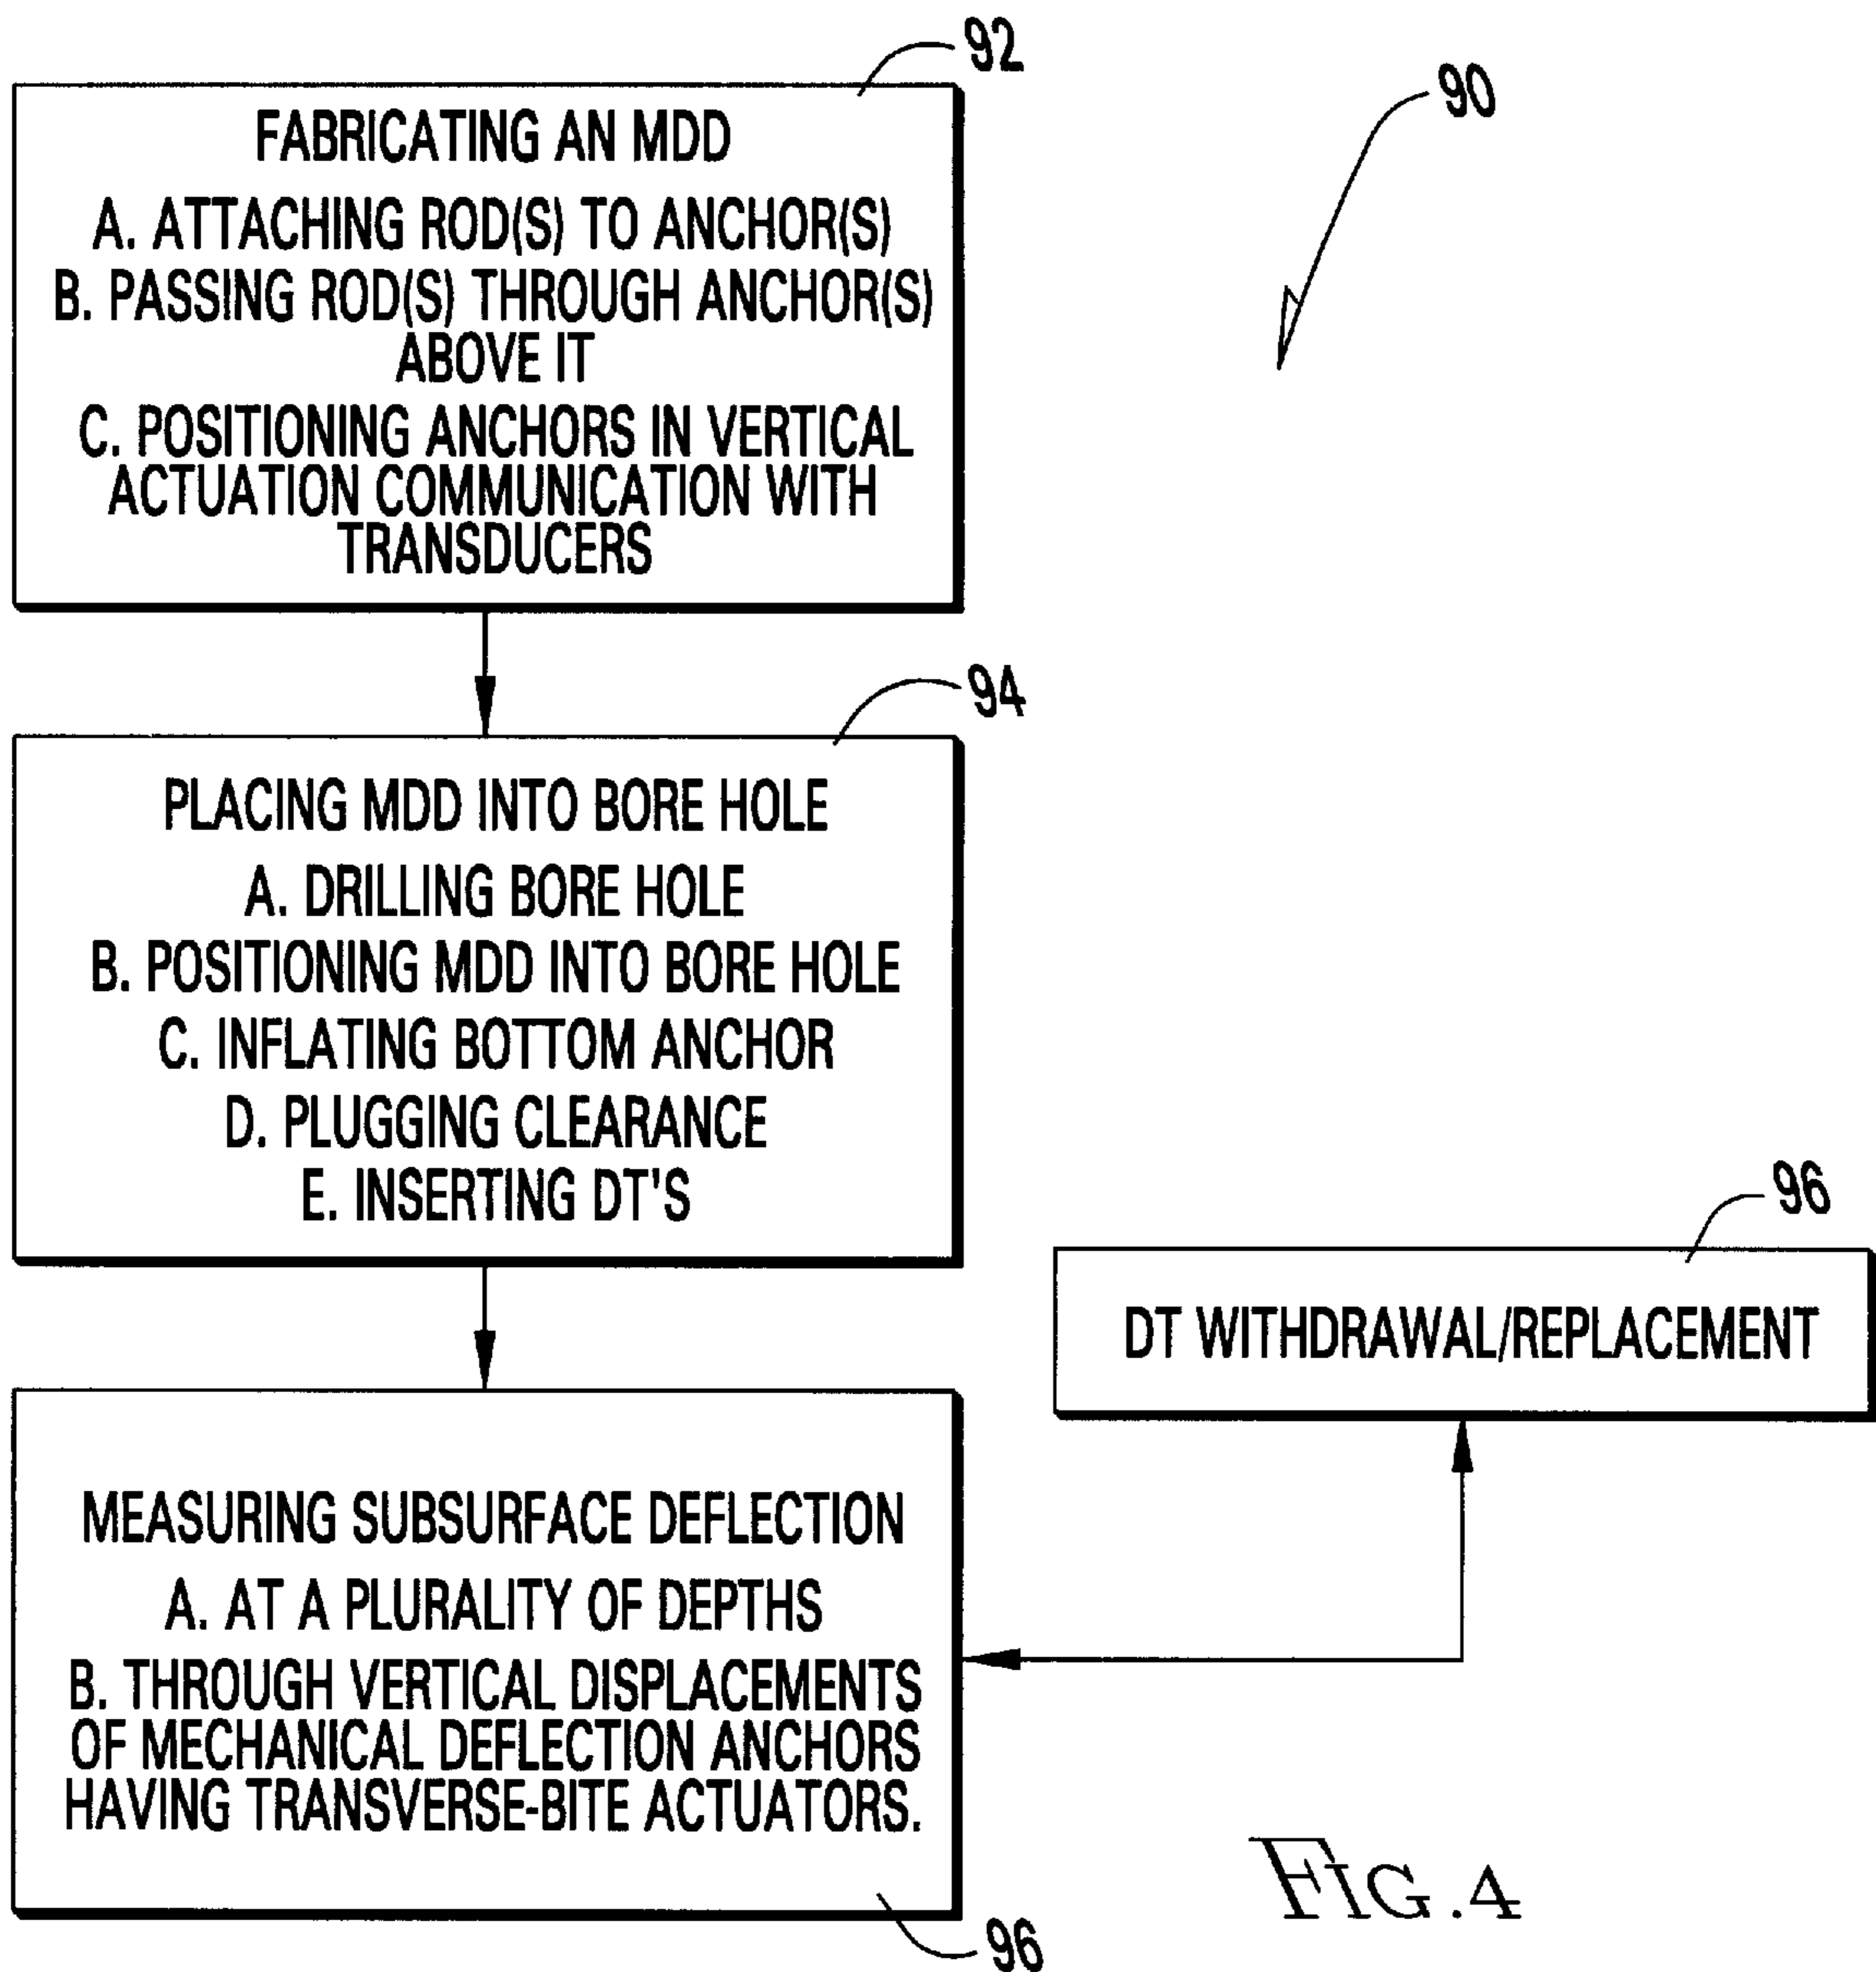 92
90
FABRICATING AN MDD
A. ATTACHING ROD(S) TO ANCHOR(S)
B. PASSING ROD(S) THROUGH ANCHOR(S)
ABOVE IT
C. POSITIONING ANCHORS IN VERTICAL
ACTUATION COMMUNICATION WITH
TRANSDUCERS
94
PLACING MDD INTO BORE HOLE
A. DRILLING BORE HOLE
B. POSITIONING MDD INTO BORE HOLE
C. INFLATING BOTTOM ANCHOR
D. PLUGGING CLEARANCE
E. INSERTING DT'S
96
DT WITHDRAWAL/REPLACEMENT
MEASURING SUBSURFACE DEFLECTION
A. AT A PLURALITY OF DEPTHS
B. THROUGH VERTICAL DISPLACEMENTS
OF MECHANICAL DEFLECTION ANCHORS
HAVING TRANSVERSE-BITE ACTUATORS.
96
FIG.4